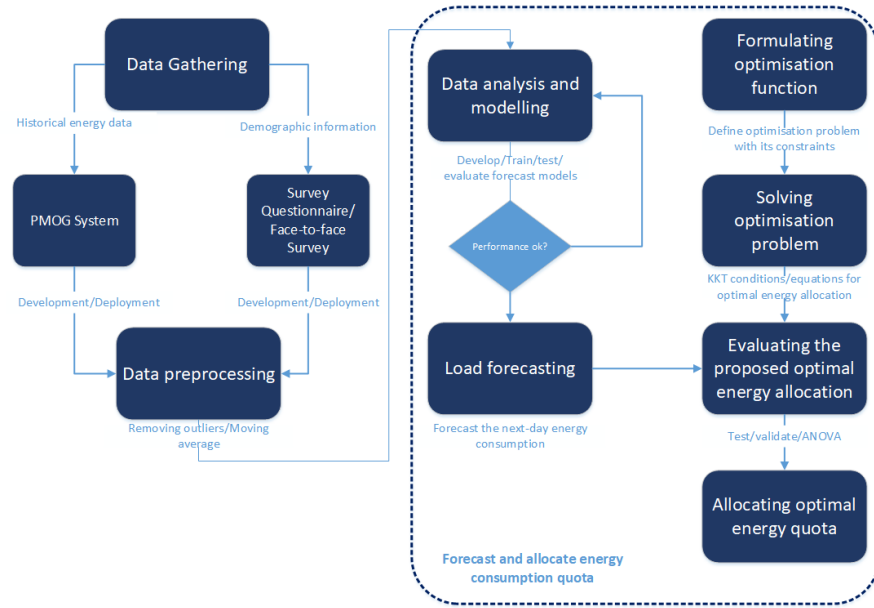 Data Gathering
Historical energy data
Demographic information
PMOG System
Survey
Questionnaire/
Face-to-face
Survey
Development/Deployment
Development/Deployment
Data preprocessing
Removing outliers/Moving
average
Data analysis and
modelling
Develop/Train/test/
evaluate forecast models
Performance ok?
Load forecasting
Forecast the next-day energy
consumption
Formulating
optimisation
function
Define optimisation problem
with its constraints
Solving
optimisation
problem
KKT conditions/equations for
optimal energy allocation
Evaluating the
proposed optimal
energy allocation
Test/validate/ANOVA
Allocating optimal
energy quota
Forecast and allocate energy
consumption quota